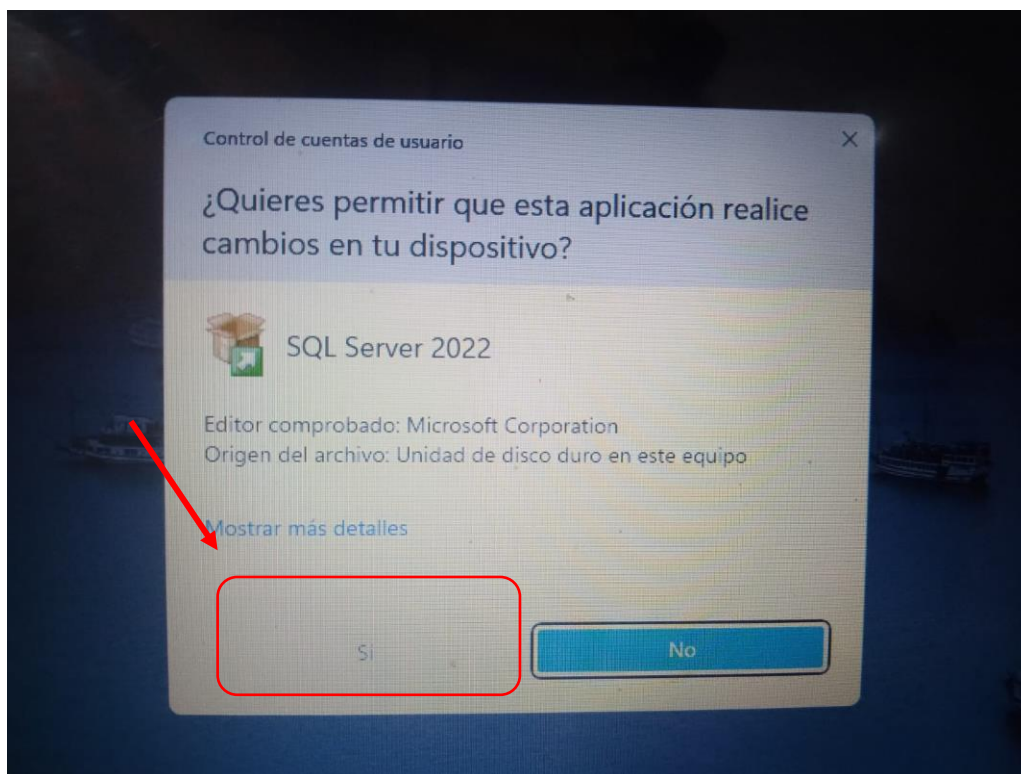 Control de cuentas de usuario
¿Quieres permitir que esta aplicación realice
cambios en tu dispositivo?
SQL Server 2022
Editor comprobado: Microsoft Corporation
Origen del archivo: Unidad de disco duro en este equipo
Mostrar más detalles
Sí
No